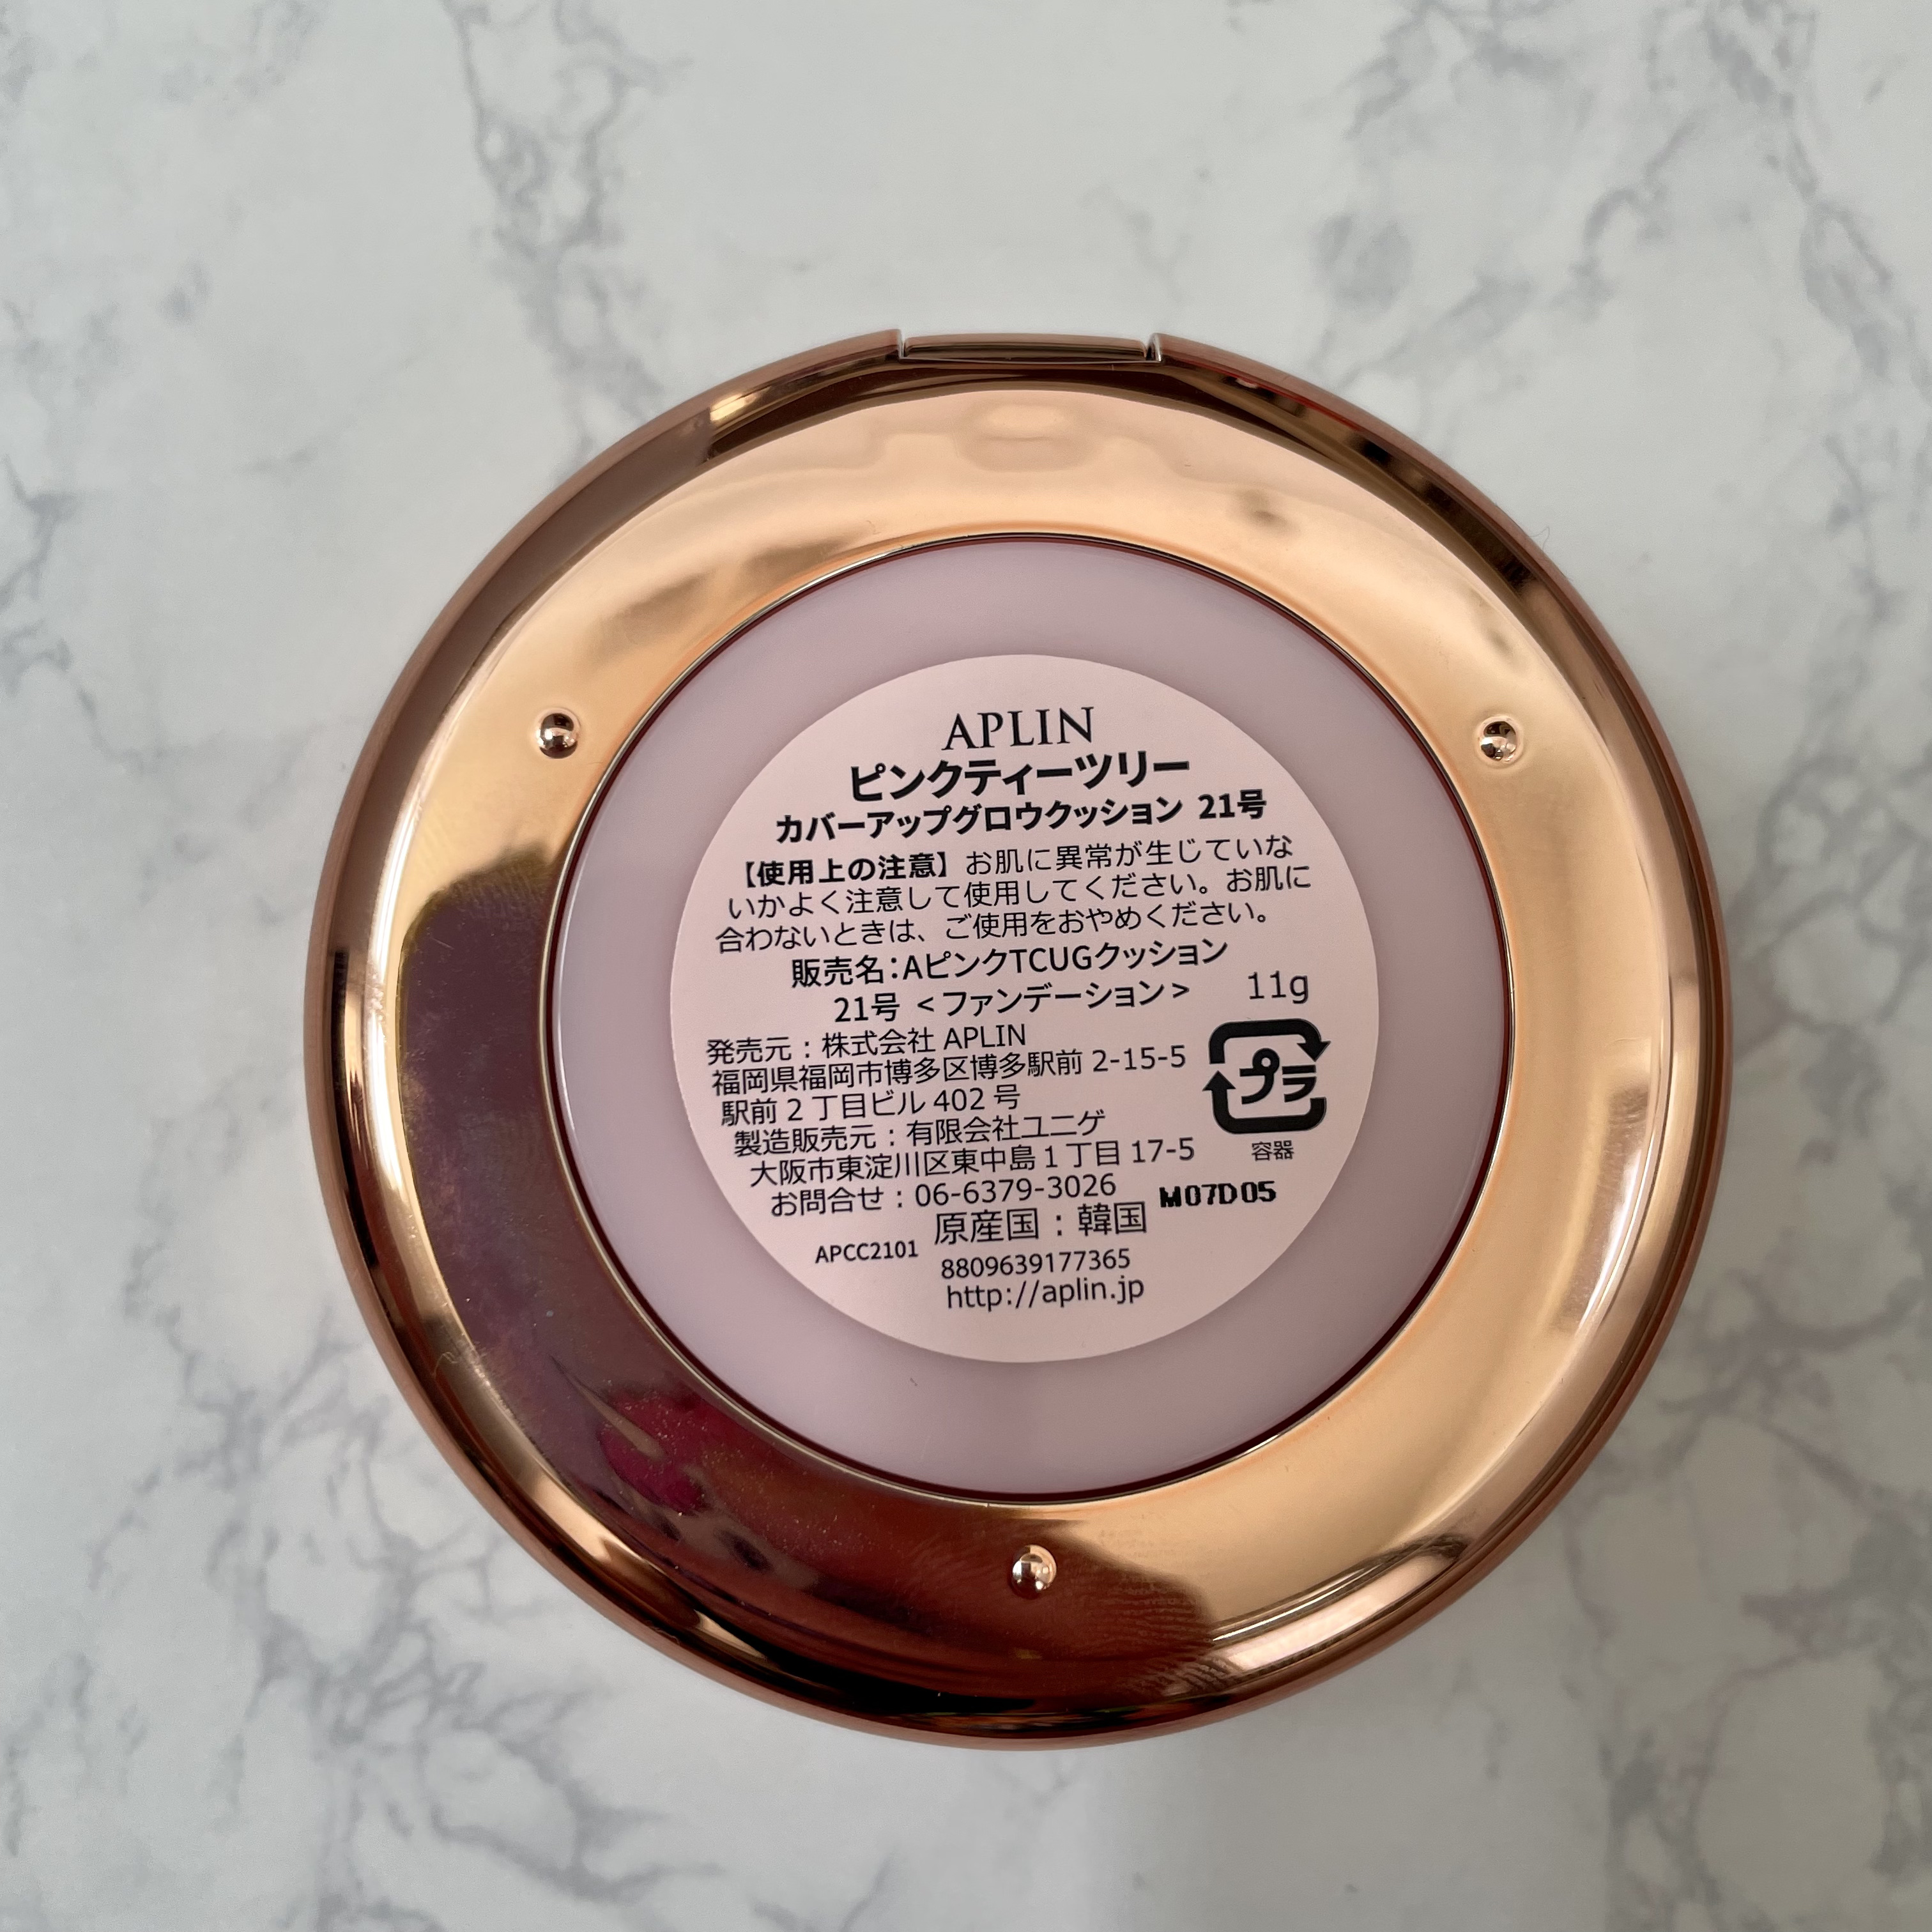 APLIN
ピンクティーツリー
カバーアップグロウクッション 21号
【使用上の注意】お肌に異常が生じていな
いかよく注意して使用してください。お肌に
合わないときは、ご使用をおやめください。
販売名：AピンクTCUGクッション
21号 <ファンデーション> 11g
発売元：株式会社 APLIN
福岡県福岡市博多区博多駅前 2-15-5
駅前 2 丁目ビル 402 号
プラ
容器
製造販売元：有限会社ユニゲ
大阪市東淀川区東中島 1 丁目 17-5
お問合せ：06-6379-3026
M07D05
原産国：韓国
APCC2101
8809639177365
http://aplin.jp